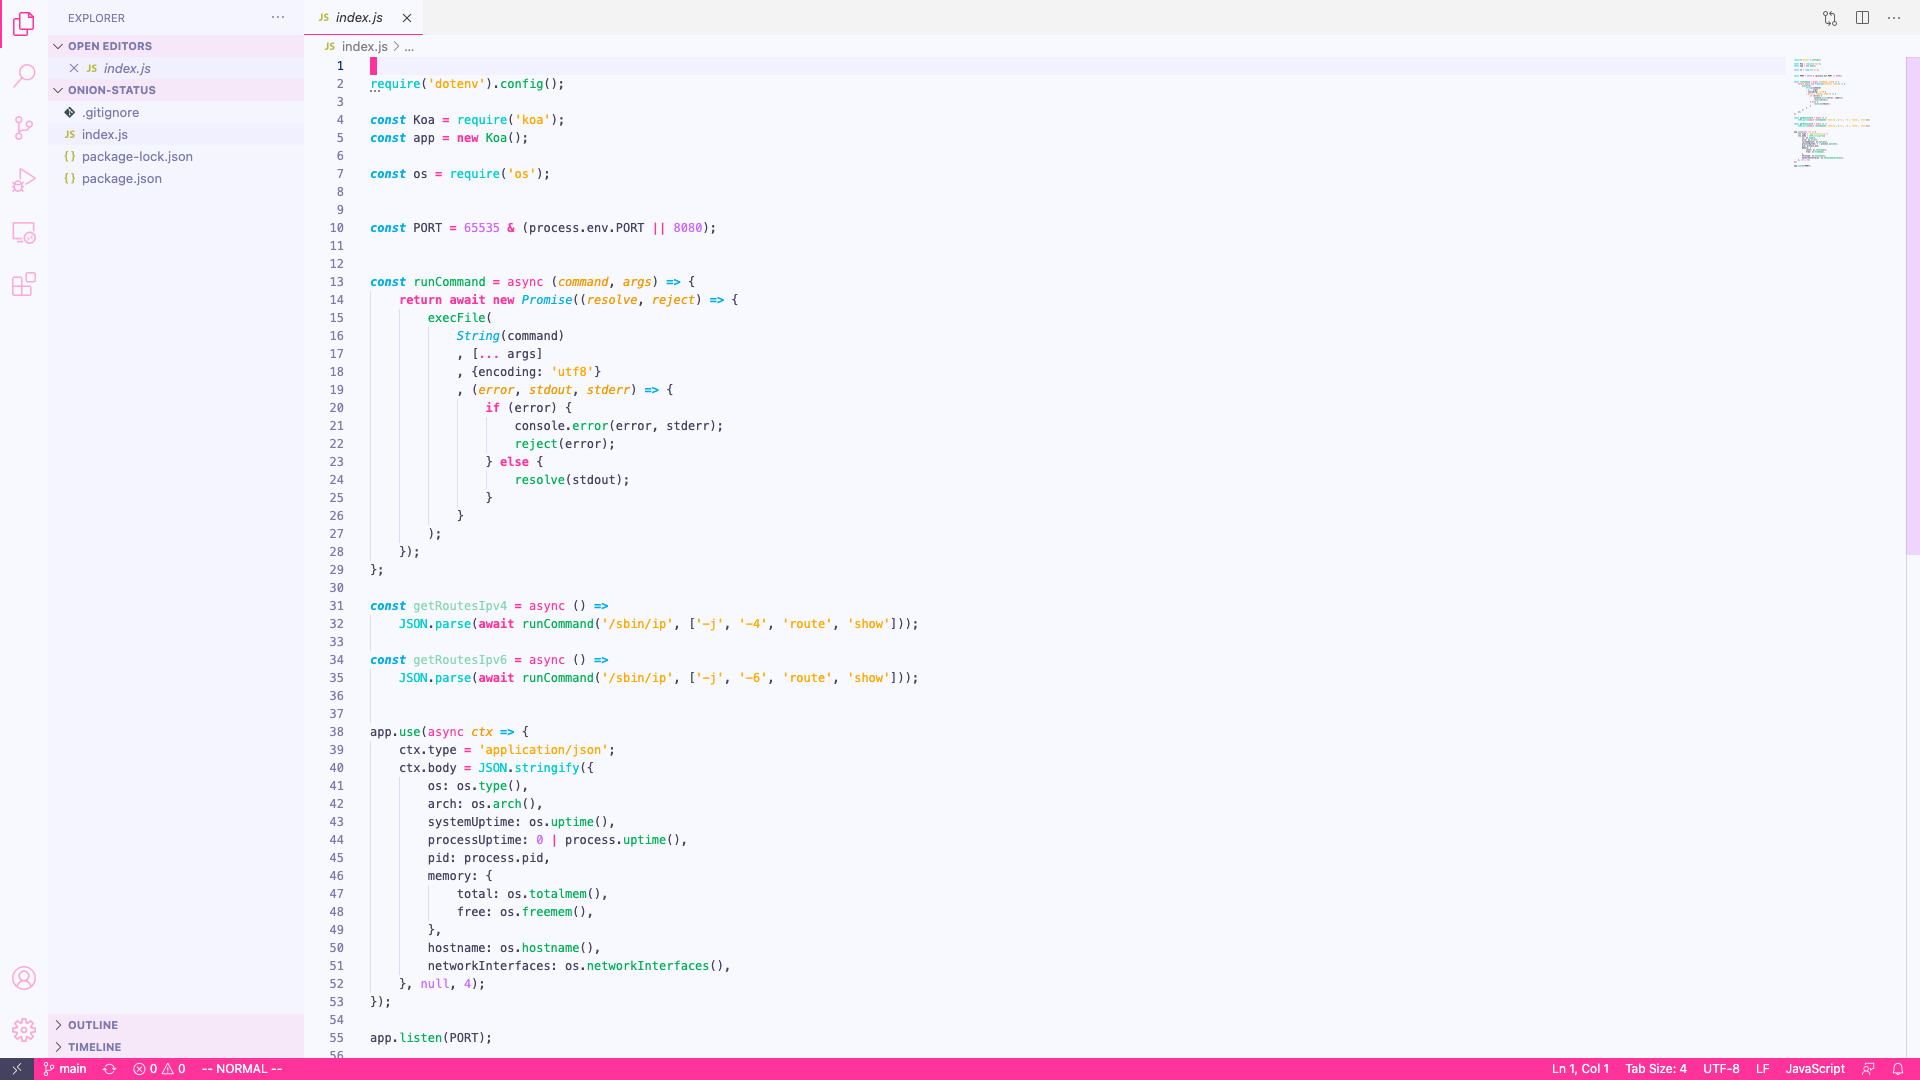 EXPLORER
OPEN EDITORS
JS index.js
ONION-STATUS
.gitignore
JS index.js
{} package-lock.json
{} package.json
OUTLINE
TIMELINE
JS index.js
JS index.js > ...
1
2 require('dotenv').config();
3
4 const Koa = require('koa');
5 const app = new Koa();
6
7 const os = require('os');
8
9
10 const PORT = 65535 & (process.env.PORT || 8080);
11
12
13 const runCommand = async (command, args) => {
14     return await new Promise((resolve, reject) => {
15         execFile(
16             String(command)
17             , [... args]
18             , {encoding: 'utf8'}
19             , (error, stdout, stderr) => {
20                 if (error) {
21                     console.error(error, stderr);
22                     reject(error);
23                 } else {
24                     resolve(stdout);
25                 }
26             }
27         );
28     });
29 };
30
31 const getRoutesIpv4 = async () =>
32     JSON.parse(await runCommand('/sbin/ip', ['-j', '-4', 'route', 'show']));
33
34 const getRoutesIpv6 = async () =>
35     JSON.parse(await runCommand('/sbin/ip', ['-j', '-6', 'route', 'show']));
36
37
38 app.use(async ctx => {
39     ctx.type = 'application/json';
40     ctx.body = JSON.stringify({
41         os: os.type(),
42         arch: os.arch(),
43         systemUptime: os.uptime(),
44         processUptime: 0 | process.uptime(),
45         pid: process.pid,
46         memory: {
47             total: os.totalmem(),
48             free: os.freemem(),
49         },
50         hostname: os.hostname(),
51         networkInterfaces: os.networkInterfaces(),
52     }, null, 4);
53 });
54
55 app.listen(PORT);
56
main 0 0 -- NORMAL -- Ln 1, Col 1 Tab Size: 4 UTF-8 LF JavaScript